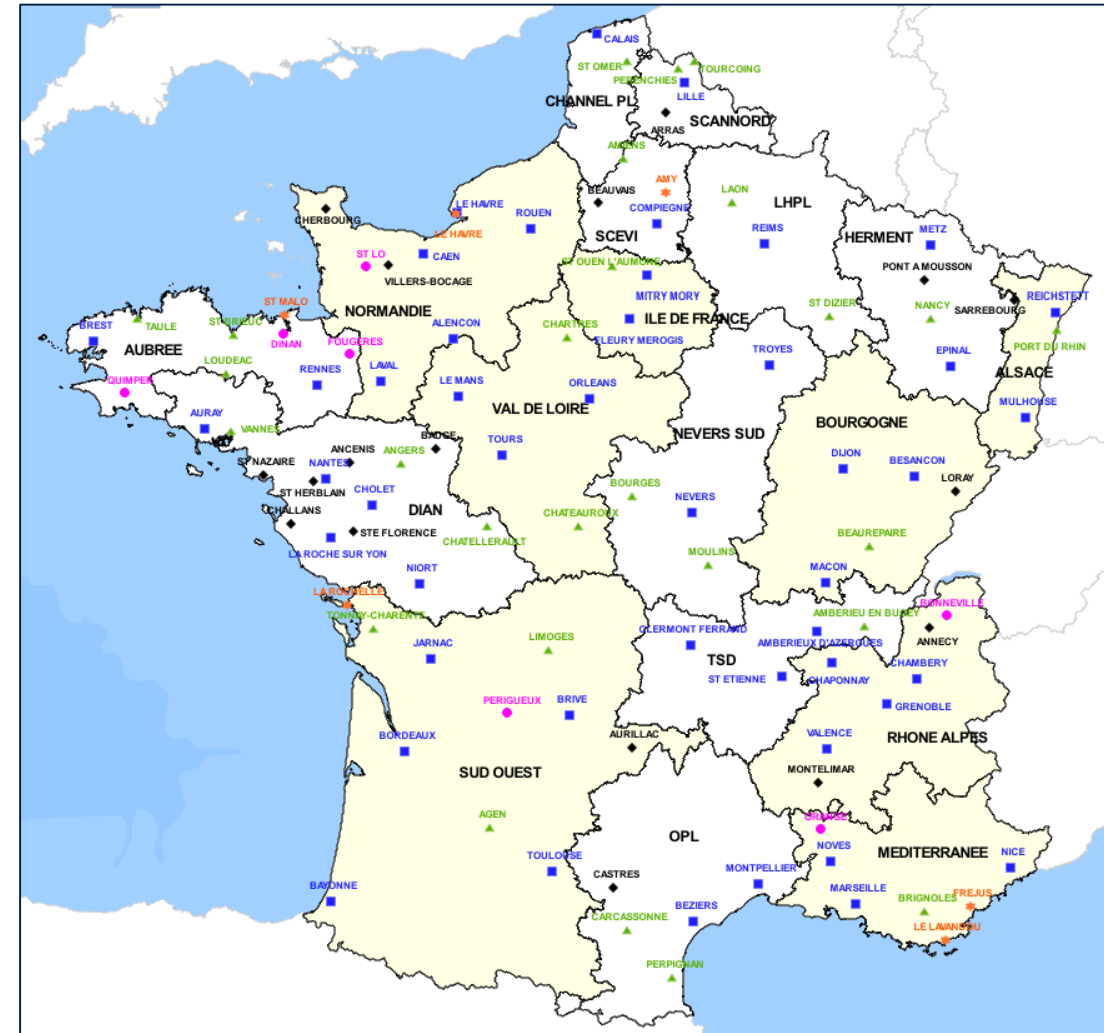 CALAIS
ST OMER
TOURCOING
PERENCHIES
LILLE
CHANNEL PL
SCANNORD
ARRAS
AMIENS
AMY
BEAUVAIS
LAON
LHPL
COMPIEGNE
CHERBOURG
LE HAVRE
ROUEN
LE HAVRE
SCEVI
REIMS
HERMENT
METZ
ST LO
CAEN
ST OUEN L'AUMONE
PONT A MOUSSON
VILLERS-BOCAGE
MITRY MORY
ST DIZIER
NANCY
SARREBOURG
REICHSTETT
ST MALO
NORMANDIE
ILE DE FRANCE
BREST
TAULE
ST BRIEUC
ALENCON
CHARTRES
FLEURY MEROGIS
PORT DU RHIN
AUBREE
DINAN
FOUGERES
TROYES
EPINAL
LOUDEAC
LAVAL
ALSACE
QUIMPER
RENNES
LE MANS
ORLEANS
VAL DE LOIRE
MULHOUSE
AURAY
VANNES
NEVERS SUD
BOURGOGNE
BAUGE
ANCENIS
ANGERS
TOURS
DIJON
BESANCON
ST NAZAIRE
NANTES
LORAY
ST HERBLAIN
CHOLET
BOURGES
NEVERS
CHALLANS
DIAN
CHATEAUROUX
STE FLORENCE
CHATELLERAULT
BEAUREPAIRE
LA ROCHE SUR YON
MOULINS
NIORT
MACON
LA ROCHELLE
BONNEVILLE
TONNAY-CHARENTE
AMBERIEU EN BUGEY
CLERMONT FERRAND
LIMOGES
AMBERIEUX D'AZERGUES
ANNECY
JARNAC
TSD
CHAMBERY
ST ETIENNE
CHAPONNAY
PERIGUEUX
BRIVE
GRENOBLE
AURILLAC
BORDEAUX
VALENCE
RHONE ALPES
SUD OUEST
MONTELIMAR
AGEN
ORANGE
OPL
NOVES
MEDITERRANEE
NICE
TOULOUSE
CASTRES
MONTPELLIER
BAYONNE
MARSEILLE
BRIGNOLES
FREJUS
CARCASSONNE
BEZIERS
LE LAVANDOU
PERPIGNAN